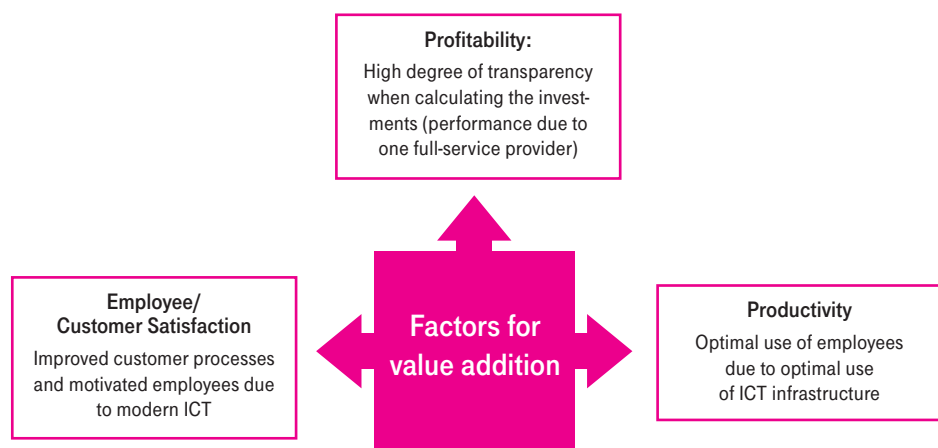 Profitability:
High degree of transparency
when calculating the invest-
ments (performance due to
one full-service provider)
Employee/
Customer Satisfaction
Improved customer processes
and motivated employees due
to modern ICT
Factors for
value addition
Productivity
Optimal use of employees
due to optimal use
of ICT infrastructure